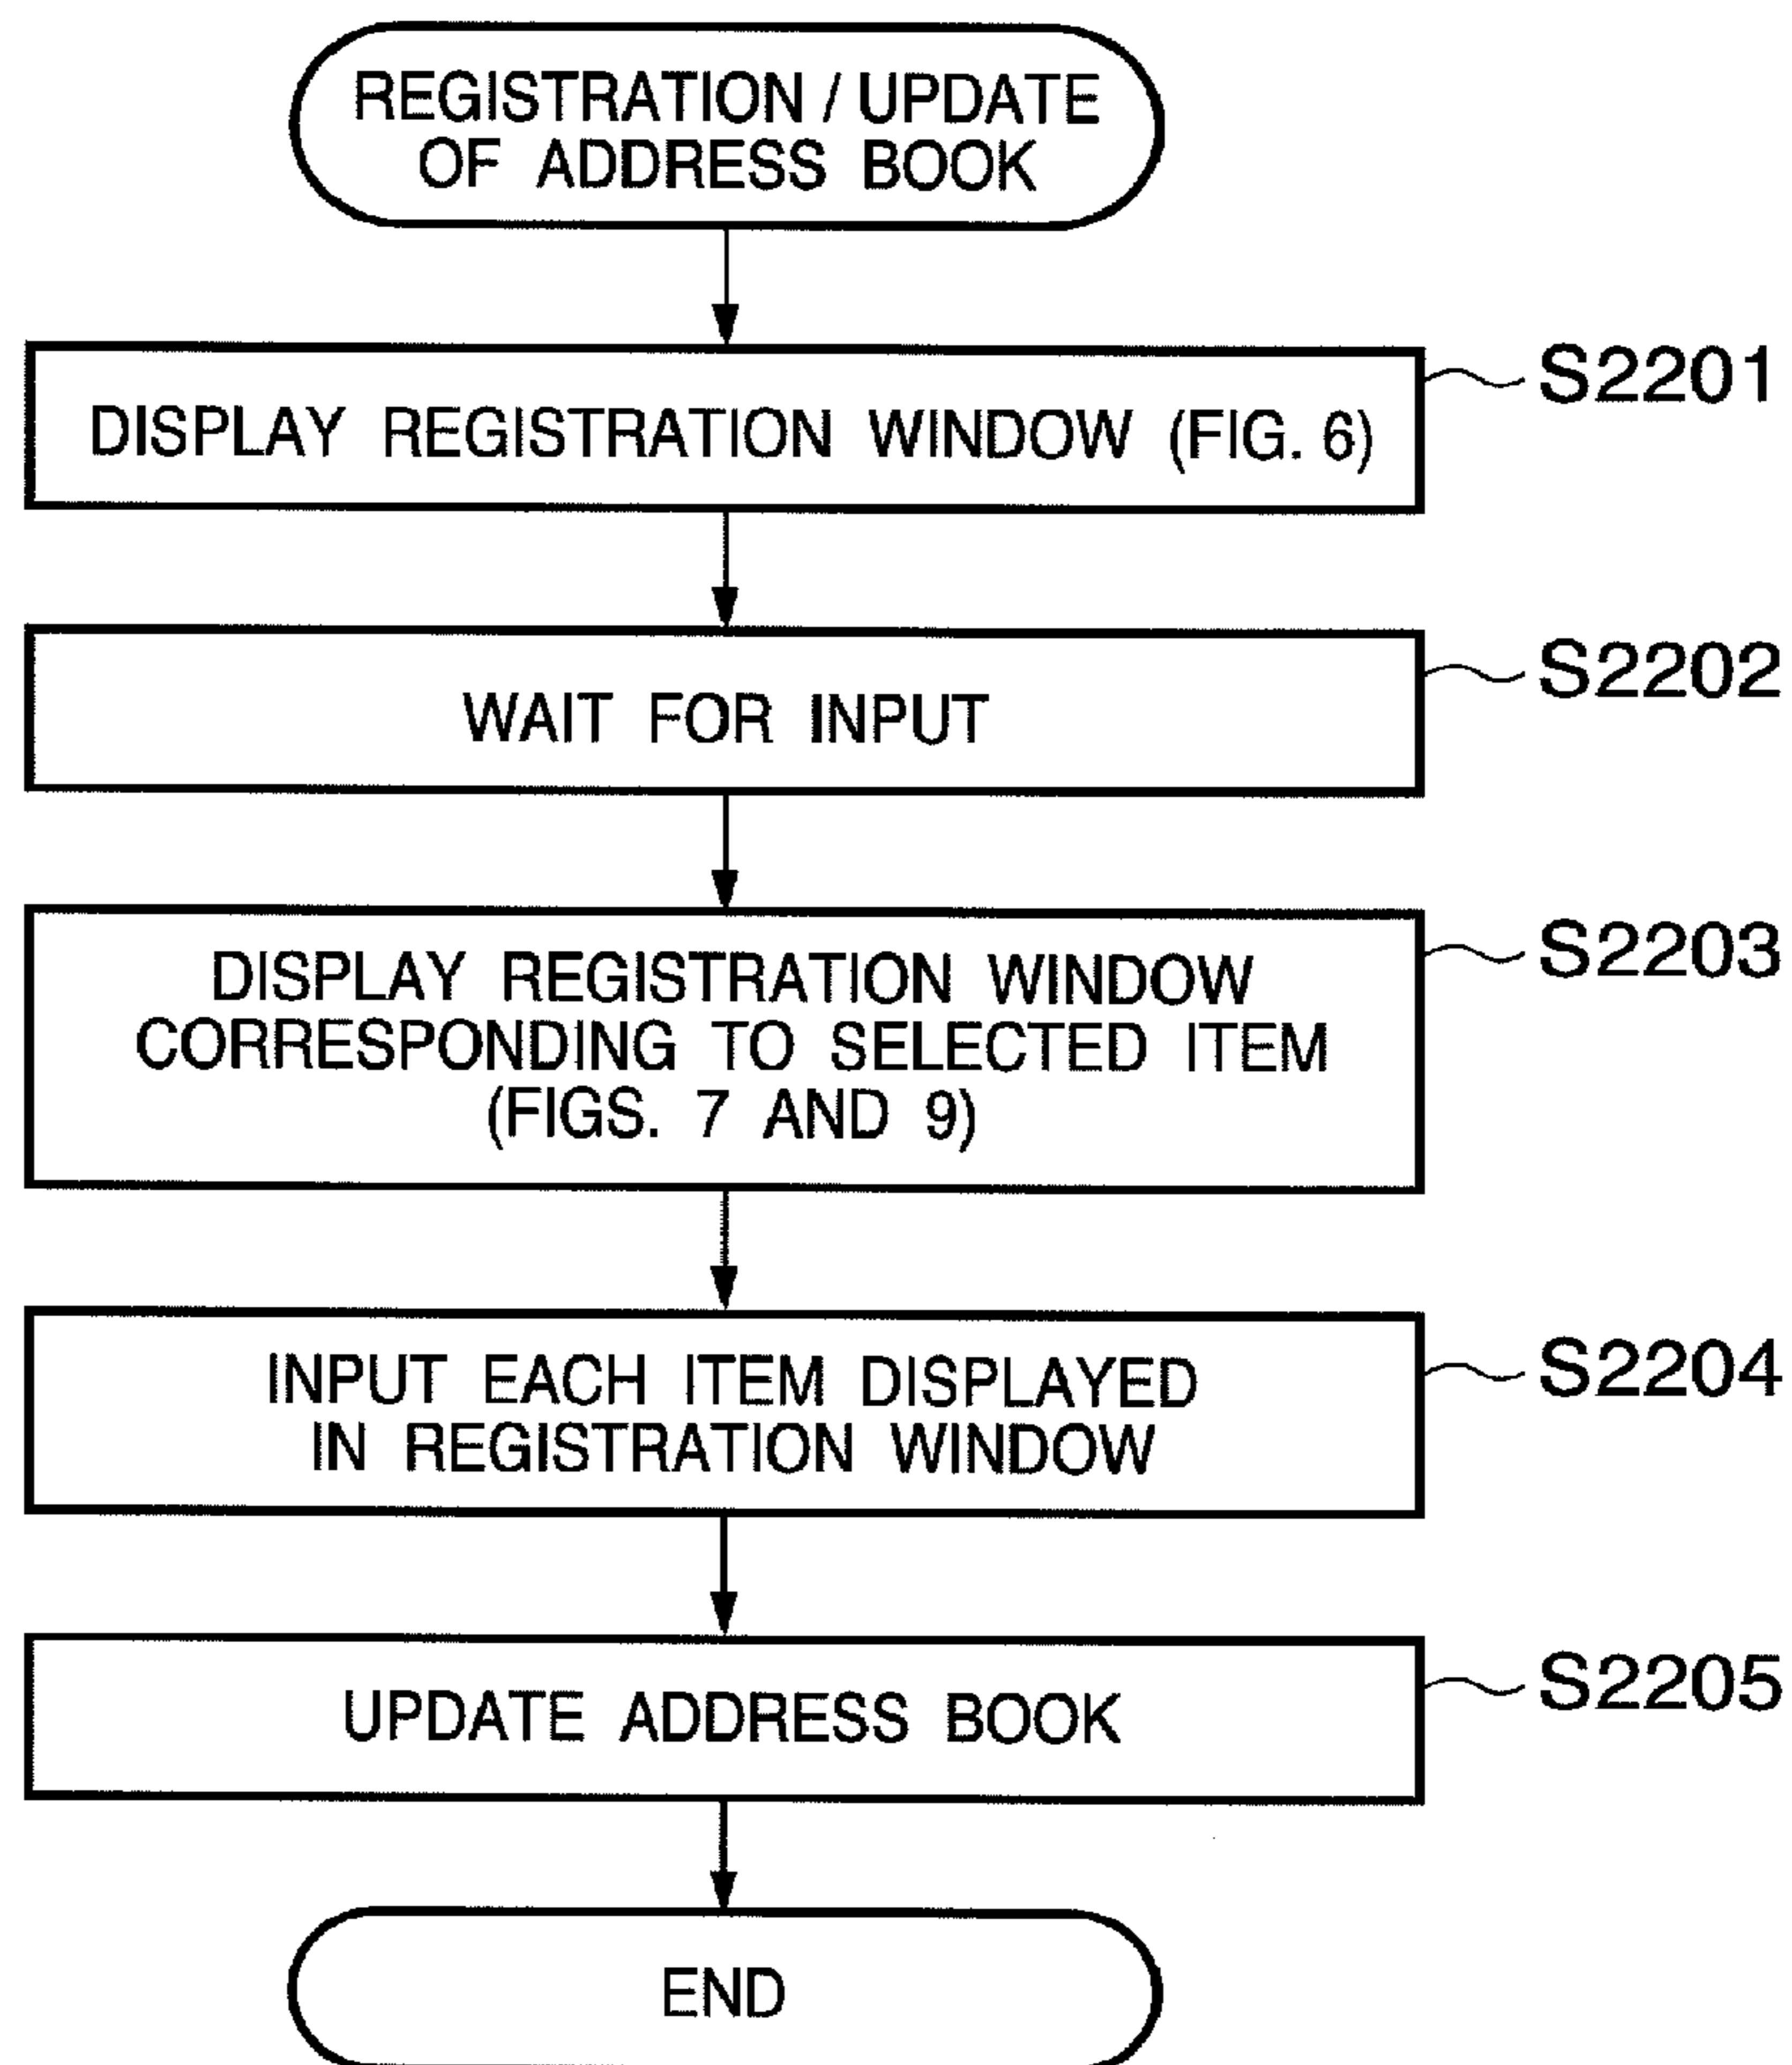 REGISTRATION / UPDATE
OF ADDRESS BOOK
DISPLAY REGISTRATION WINDOW (FIG. 6)
S2201
WAIT FOR INPUT
S2202
DISPLAY REGISTRATION WINDOW
CORRESPONDING TO SELECTED ITEM
(FIGS. 7 AND 9)
S2203
INPUT EACH ITEM DISPLAYED
IN REGISTRATION WINDOW
S2204
UPDATE ADDRESS BOOK
S2205
END